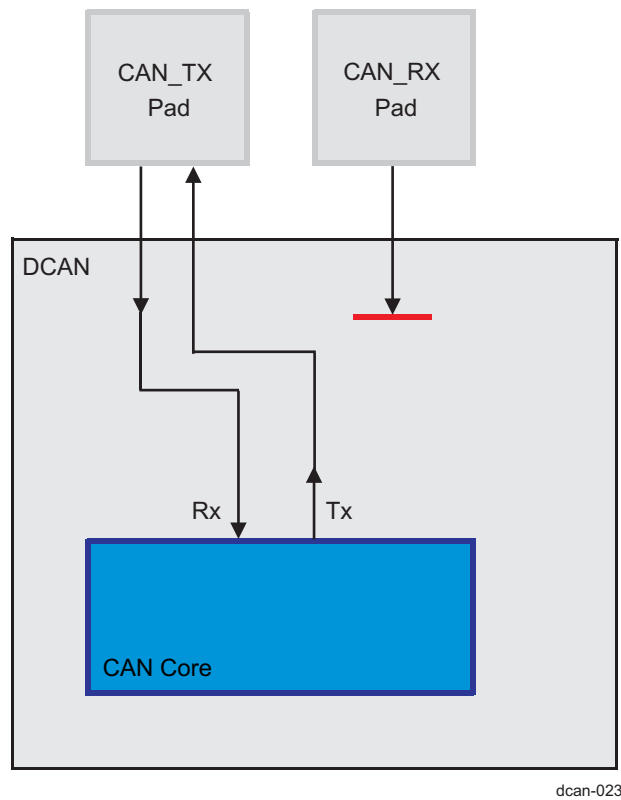 CAN_TX
Pad
CAN_RX
Pad
DCAN
Rx
Tx
CAN Core
dcan-023